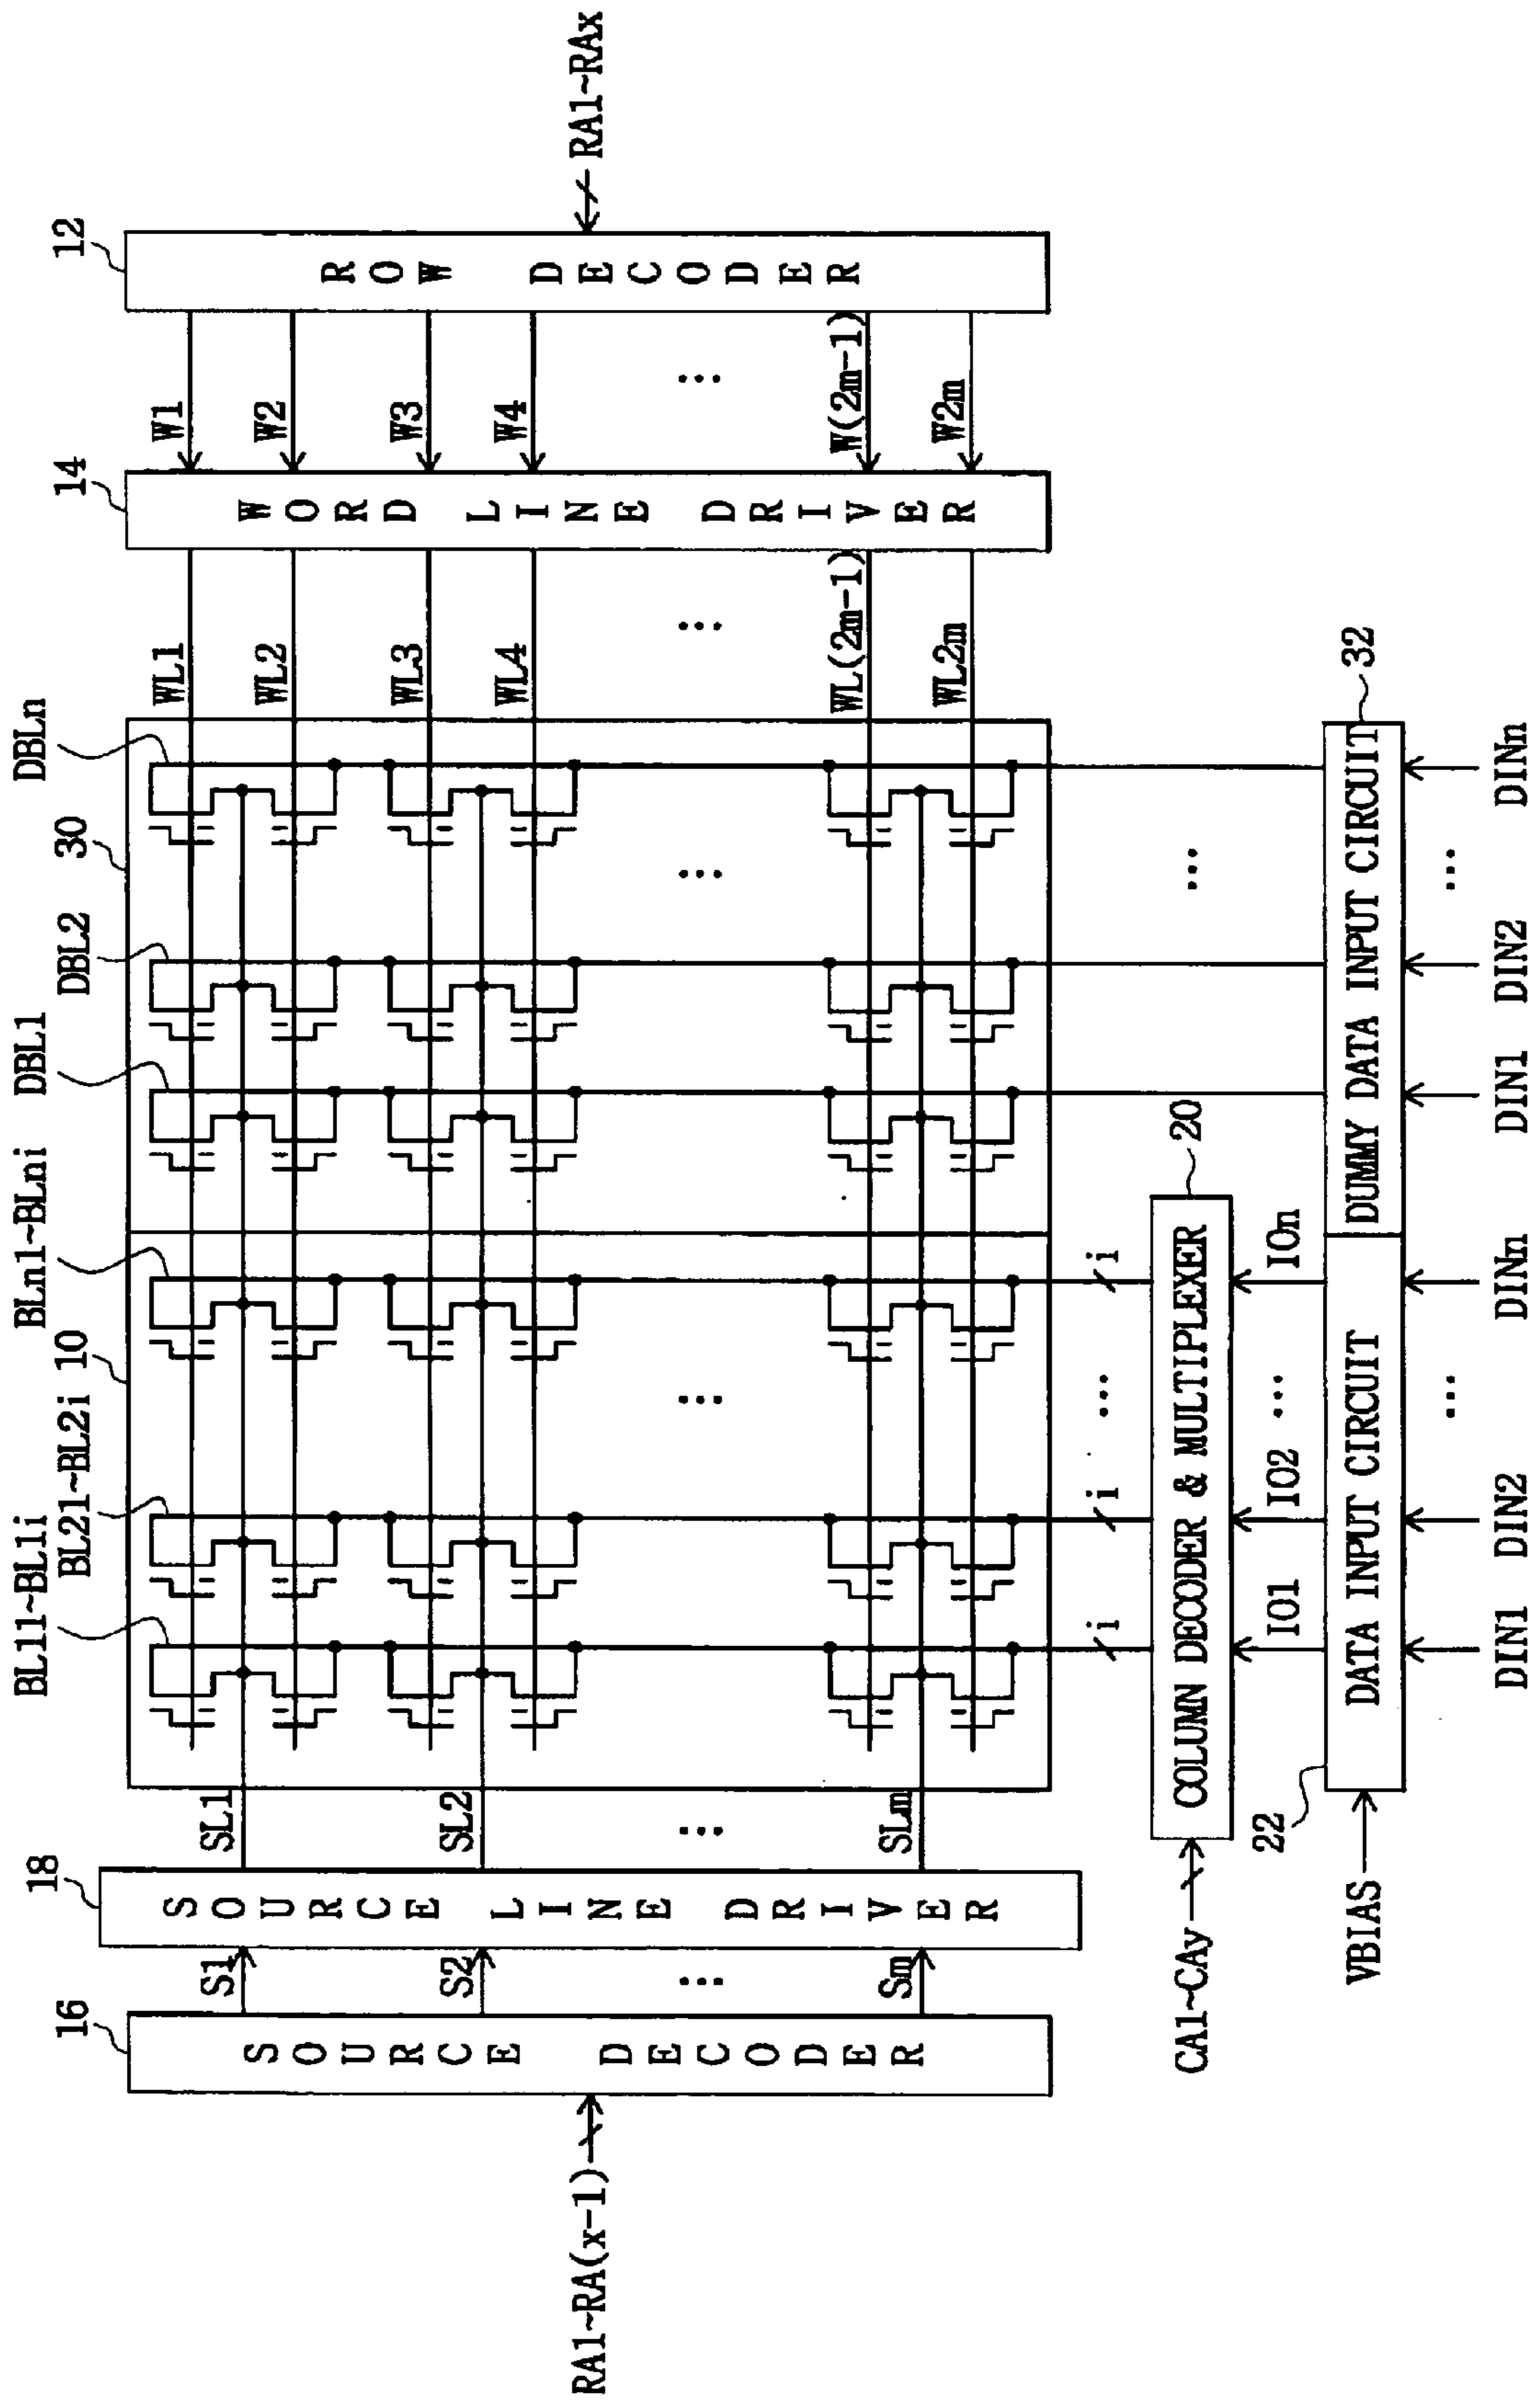 RA1~RA(x-1)
16
SOURCE DECODER
S1
S2
Sm
18
SOURCE LINE DRIVER
SL1
SL2
SLm
BL11~BL1i
BL21~BL2i
10
BLn1~BLni
DBL1
DBL2
30
DBLn
WL1
WL2
WL3
WL4
WL(2m-1)
WL2m
14
WORD LINE DRIVER
W1
W2
W3
W4
W(2m-1)
W2m
12
ROW DECODER
RA1~RAx
i
i
i
CA1~CAy
COLUMN DECODER & MULTIPLEXER
20
IO1
IO2
IOn
22
VBIAS
DATA INPUT CIRCUIT
DUMMY DATA INPUT CIRCUIT
32
DIN1
DIN2
DINn
DIN1
DIN2
DINn